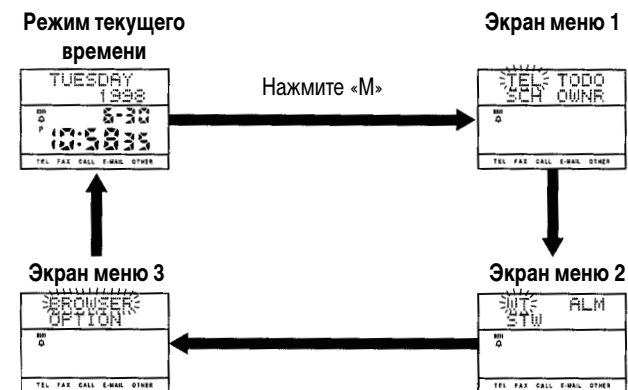 Режим текущего
времени
TUESDAY
1998
6-30
P
10:58 35
TEL FAX CALL E-MAIL OTHER
Нажмите «М»
Экран меню 1
TEL TODO
SCH OWNR
TEL FAX CALL E-MAIL OTHER
Экран меню 2
WT ALM
STW
TEL FAX CALL E-MAIL OTHER
Экран меню 3
BROWSER
OPTION
TEL FAX CALL E-MAIL OTHER